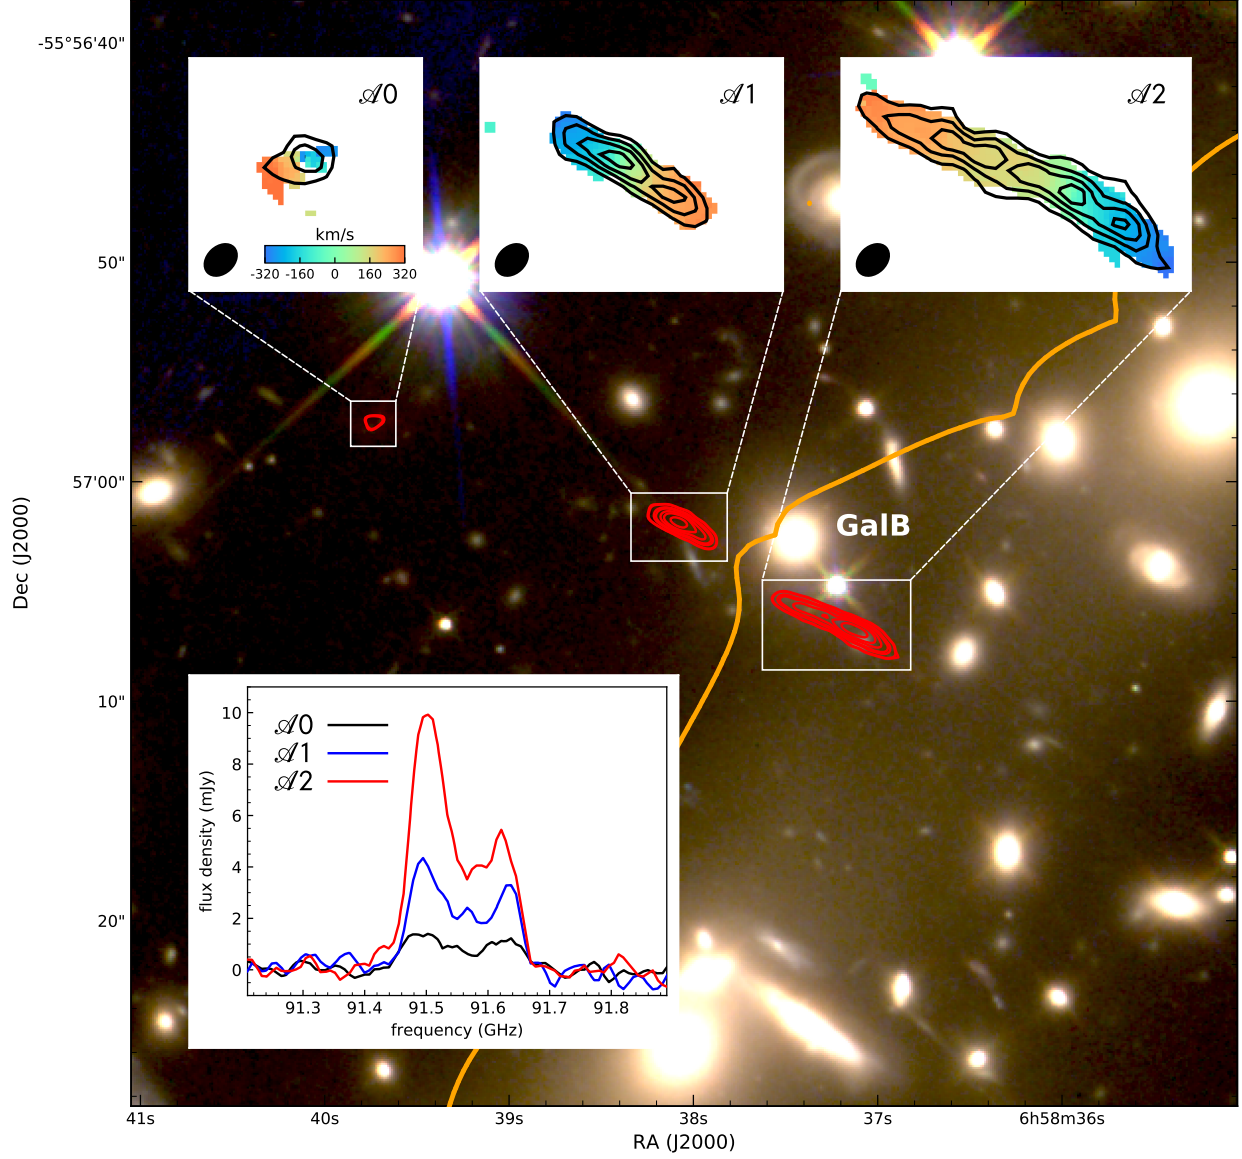 -55°56'40"
50"
57'00"
10"
20"
Dec (J2000)
𝒜0
km/s
-320 -160 0 160 320
𝒜1
𝒜2
GalB
𝒜0
𝒜1
𝒜2
10
8
6
4
2
0
flux density (mJy)
91.3 91.4 91.5 91.6 91.7 91.8
frequency (GHz)
41s 40s 39s 38s 37s 6h58m36s
RA (J2000)